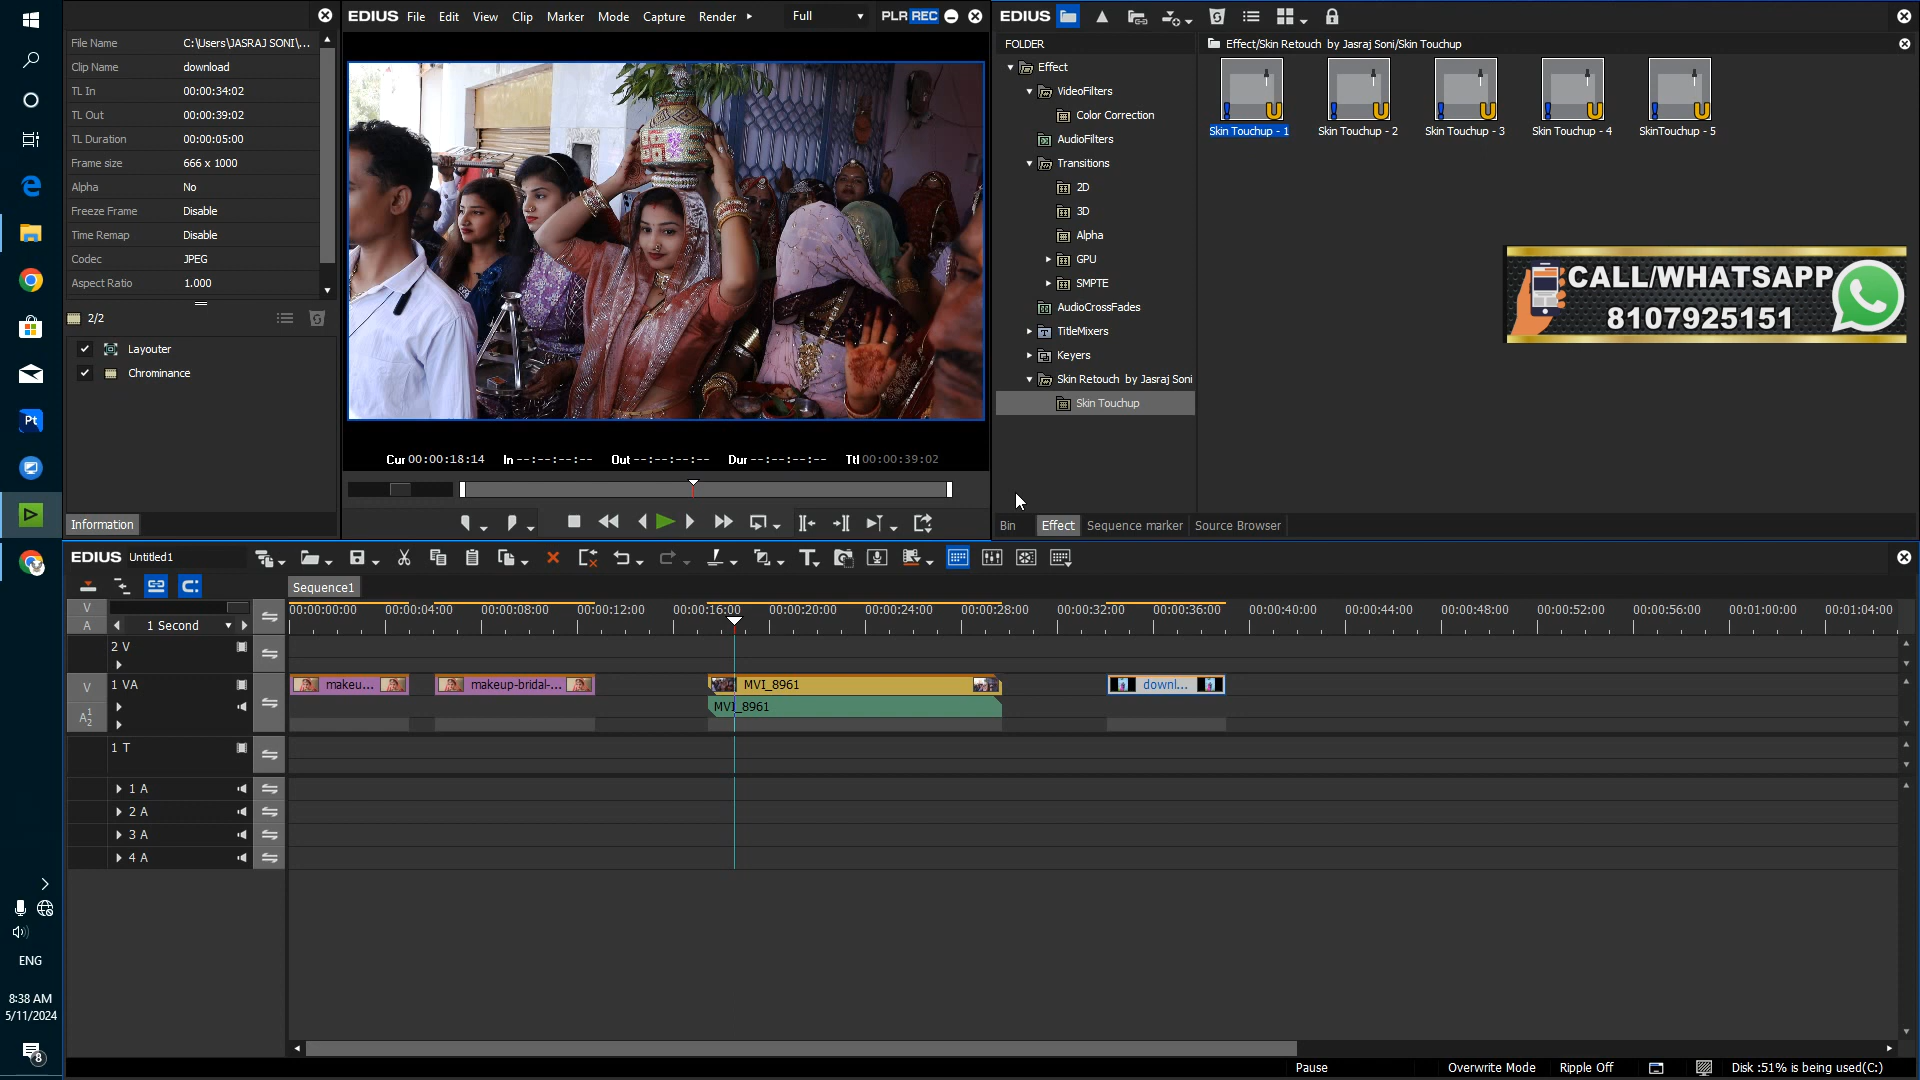 File Name C:\Users\JASRAJ SONI\...
Clip Name download
TL In 00:00:34:02
TL Out 00:00:39:02
TL Duration 00:00:05:00
Frame size 666 x 1000
Alpha No
Freeze Frame Disable
Time Remap Disable
Codec JPEG
Aspect Ratio 1.000
2/2
Layouter
Chrominance
Information
EDIUS File Edit View Clip Marker Mode Capture Render Full PLR REC
Cur 00:00:18:14 In --:--:--:-- Out --:--:--:-- Dur --:--:--:-- Ttl 00:00:39:02
EDIUS
FOLDER
Effect
VideoFilters
Color Correction
AudioFilters
Transitions
2D
3D
Alpha
GPU
SMPTE
AudioCrossFades
TitleMixers
Keyers
Skin Retouch by Jasraj Soni
Skin Touchup
Effect/Skin Retouch by Jasraj Soni/Skin Touchup
Skin Touchup - 1 Skin Touchup - 2 Skin Touchup - 3 Skin Touchup - 4 SkinTouchup - 5
CALL/WHATSAPP
8107925151
Bin Effect Sequence marker Source Browser
EDIUS Untitled1
Sequence1
V
A
1 Second
00:00:00:00 00:00:04:00 00:00:08:00 00:00:12:00 00:00:16:00 00:00:20:00 00:00:24:00 00:00:28:00 00:00:32:00 00:00:36:00 00:00:40:00 00:00:44:00 00:00:48:00 00:00:52:00 00:00:56:00 00:01:00:00 00:01:04:00
2 V
V 1 VA makeu... makeup-bridal-... MVI_8961 downl...
A 1 2 MVI_8961
1 T
1 A
2 A
3 A
4 A
Pt
ENG
8:38 AM
5/11/2024
8
Pause Overwrite Mode Ripple Off Disk :51% is being used(C:)